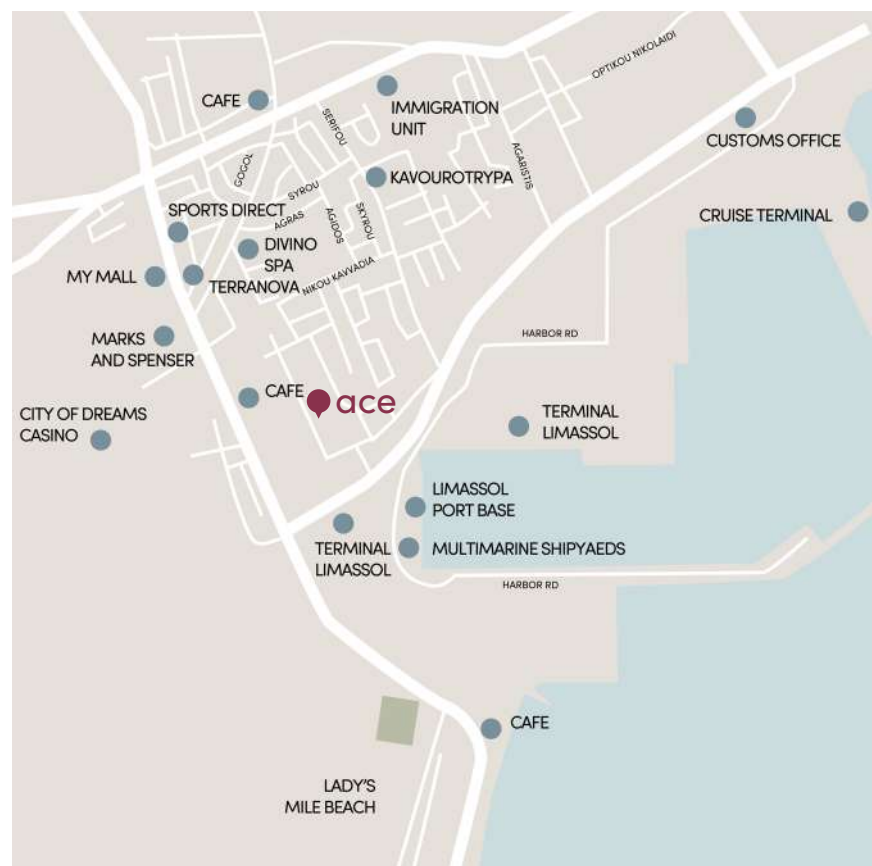 OPTIKOU NIKOLAIDI
CAFE
IMMIGRATION
UNIT
SERIFOU
CUSTOMS OFFICE
AGARISTIS
GOGOL
KAVOUROTRYPA
SYROU
SKYROU
SPORTS DIRECT
AGRAS
AGIDOS
CRUISE TERMINAL
DIVINO
SPA
MY MALL
TERRANOVA
NIKOU KAVVADIA
MARKS
AND SPENSER
HARBOR RD
CAFE
ace
CITY OF DREAMS
CASINO
TERMINAL
LIMASSOL
LIMASSOL
PORT BASE
TERMINAL
LIMASSOL
MULTIMARINE SHIPYAEDS
HARBOR RD
CAFE
LADY'S
MILE BEACH